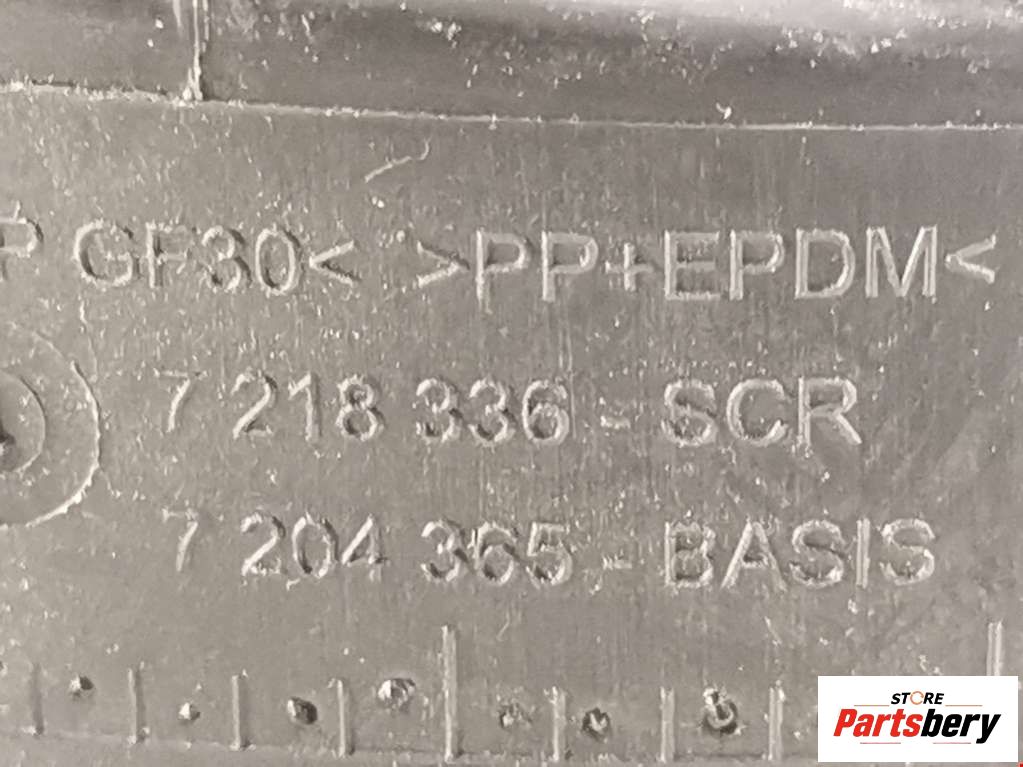 P GF30< >PP+EPDM<
7 218 336 - SCR
7 204 365 - BASIS
STORE
Partsbery